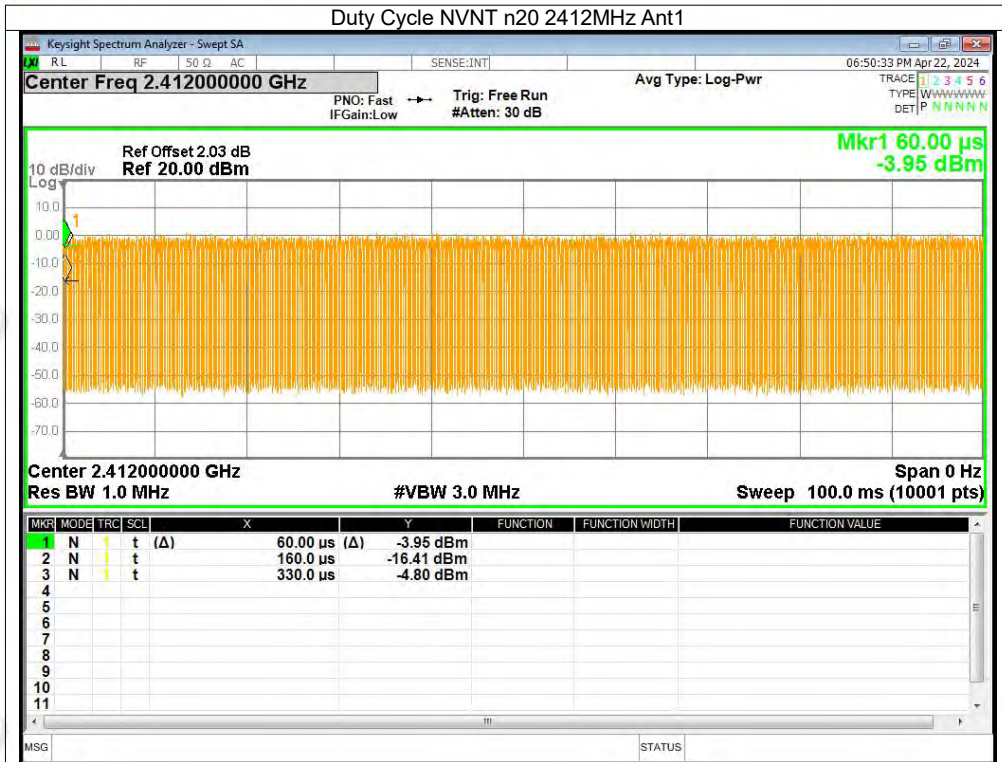 Duty Cycle NVNT n20 2412MHz Ant1
Keysight Spectrum Analyzer - Swept SA
LXI RL RF 50 Ω AC SENSE:INT 06:50:33 PM Apr 22, 2024
Center Freq 2.412000000 GHz Avg Type: Log-Pwr TRACE 1 2 3 4 5 6
PNO: Fast Trig: Free Run TYPE WWWWWWW
IFGain:Low #Atten: 30 dB DET P N N N N N
Mkr1 60.00 µs
Ref Offset 2.03 dB
10 dB/div Ref 20.00 dBm -3.95 dBm
Log
10.0
1
0.00
-10.0
-20.0
-30.0
-40.0
-50.0
-60.0
-70.0
Center 2.412000000 GHz Span 0 Hz
Res BW 1.0 MHz #VBW 3.0 MHz Sweep 100.0 ms (10001 pts)
MKR MODE TRC SCL X Y FUNCTION FUNCTION WIDTH FUNCTION VALUE
1 N 1 t (Δ) 60.00 µs (Δ) -3.95 dBm
2 N 1 t 160.0 µs -16.41 dBm
3 N 1 t 330.0 µs -4.80 dBm
4
5
6
7
8
9
10
11
MSG STATUS